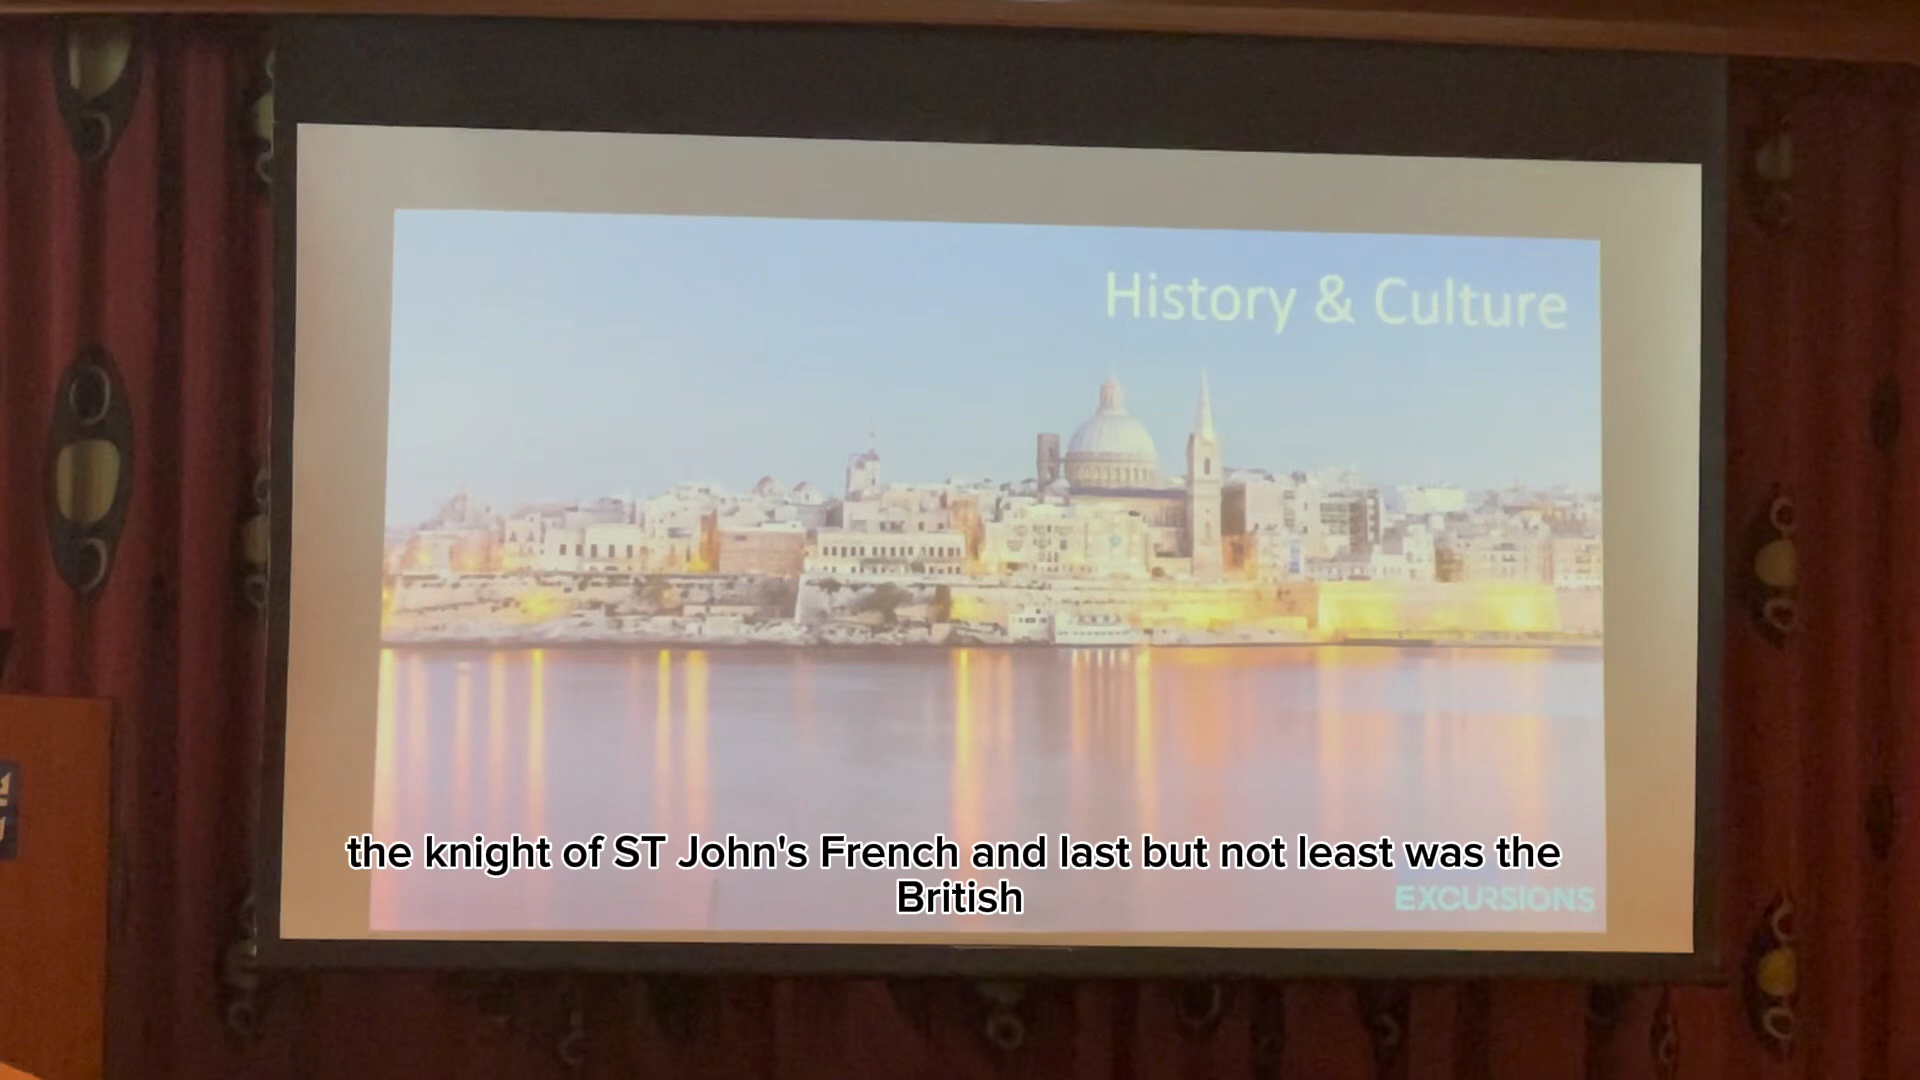 History & Culture
the knight of ST John's French and last but not least was the
British
EXCURSIONS